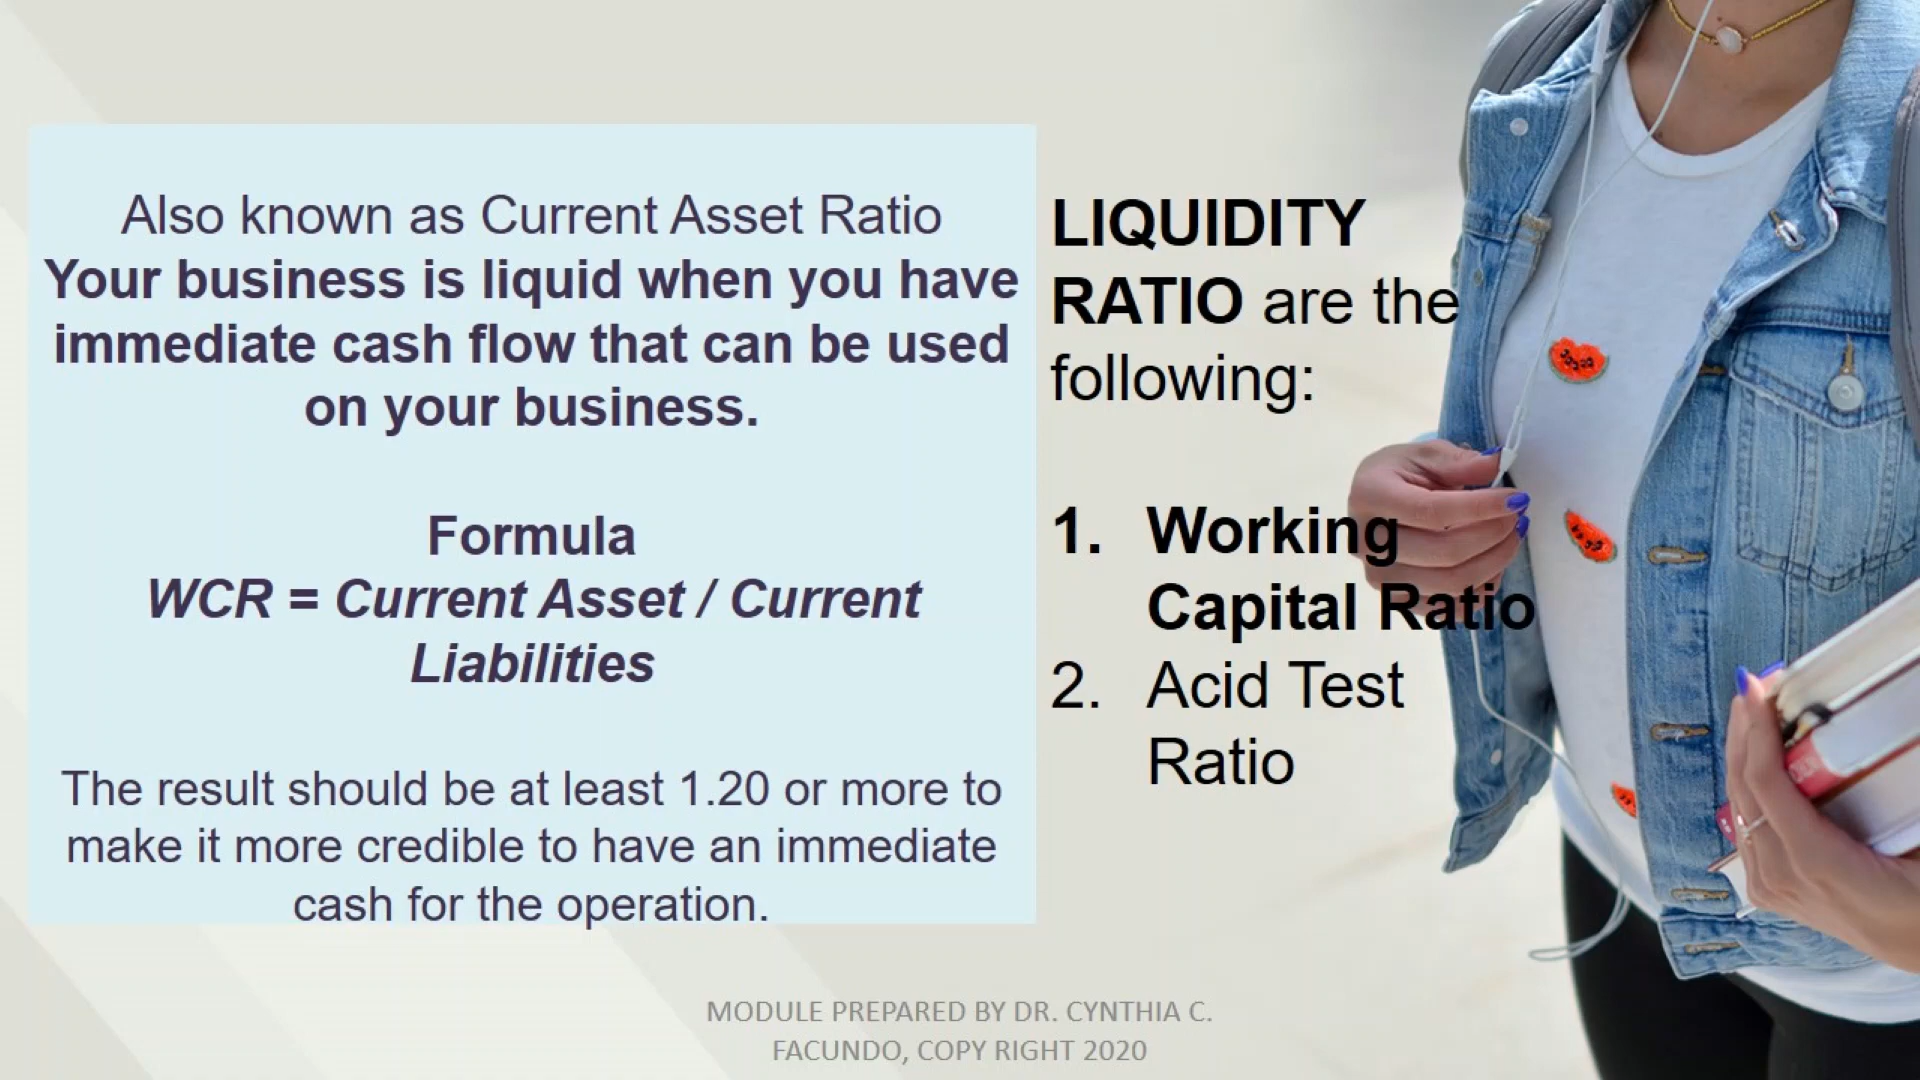 Also known as Current Asset Ratio
Your business is liquid when you have
immediate cash flow that can be used
on your business.
Formula
WCR = Current Asset / Current
Liabilities
The result should be at least 1.20 or more to
make it more credible to have an immediate
cash for the operation.
LIQUIDITY
RATIO are the
following:
1. Working
Capital Ratio
2. Acid Test
Ratio
MODULE PREPARED BY DR. CYNTHIA C.
FACUNDO, COPY RIGHT 2020